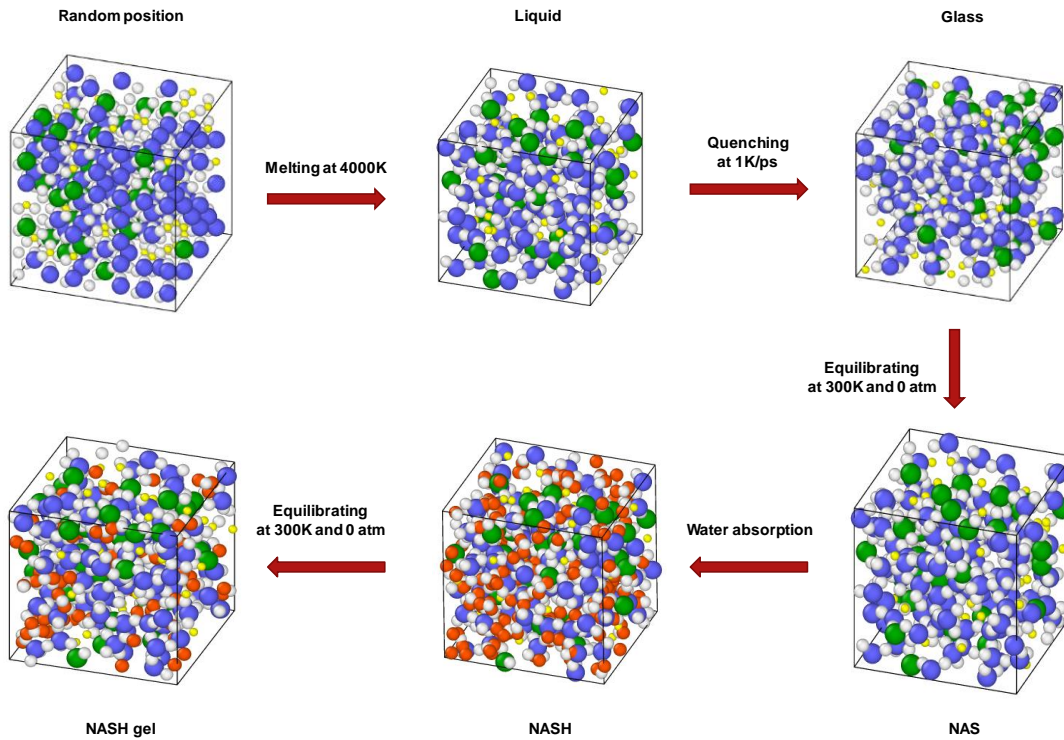 Random position
Liquid
Glass
Melting at 4000K
Quenching
at 1K/ps
Equilibrating
at 300K and 0 atm
Equilibrating
at 300K and 0 atm
Water absorption
NASH gel
NASH
NAS